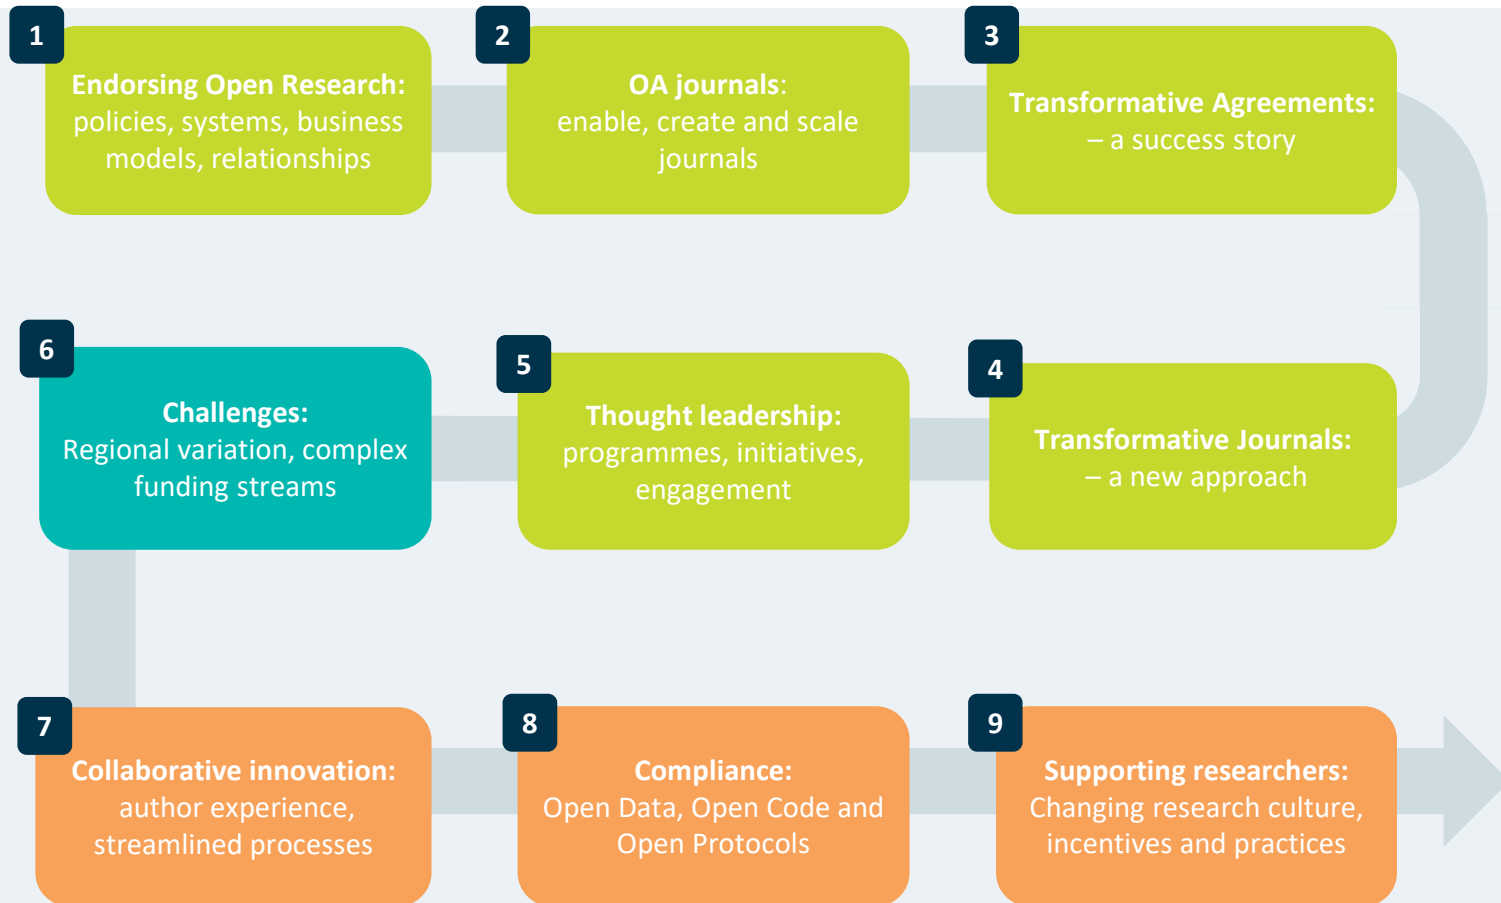 1
Endorsing Open Research:
policies, systems, business
models, relationships
2
OA journals:
enable, create and scale
journals
3
Transformative Agreements:
– a success story
4
Transformative Journals:
– a new approach
5
Thought leadership:
programmes, initiatives,
engagement
6
Challenges:
Regional variation, complex
funding streams
7
Collaborative innovation:
author experience,
streamlined processes
8
Compliance:
Open Data, Open Code and
Open Protocols
9
Supporting researchers:
Changing research culture,
incentives and practices